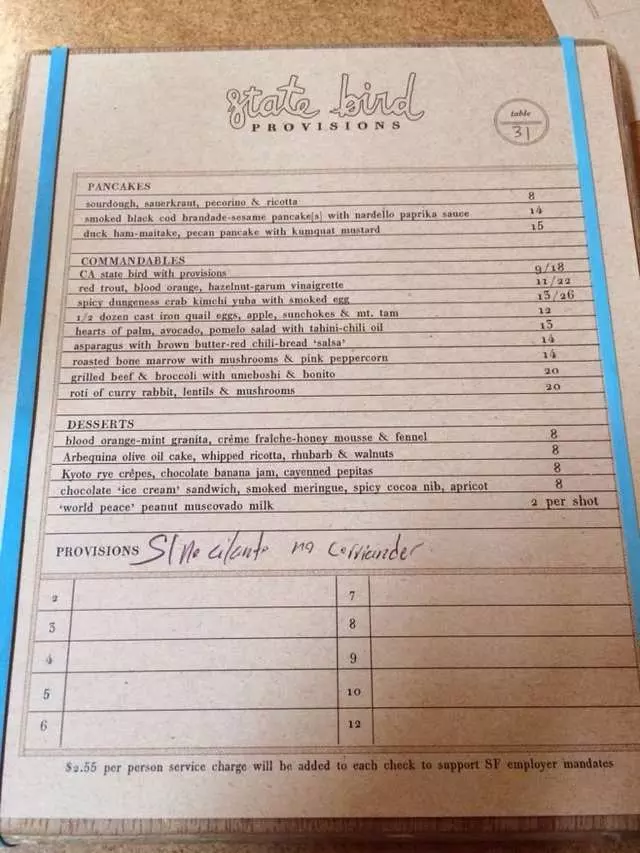 state bird
PROVISIONS
table
31
PANCAKES
sourdough, sauerkraut, pecorino & ricotta 8
smoked black cod brandade-sesame pancake[s] with nardello paprika sauce 14
duck ham-maitake, pecan pancake with kumquat mustard 15
COMMANDABLES
CA state bird with provisions 9/18
red trout, blood orange, hazelnut-garum vinaigrette 11/22
spicy dungeness crab kimchi yuba with smoked egg 13/26
1/2 dozen cast iron quail eggs, apple, sunchokes & mt. tam 12
hearts of palm, avocado, pomelo salad with tahini-chili oil 13
asparagus with brown butter-red chili-bread 'salsa' 14
roasted bone marrow with mushrooms & pink peppercorn 14
grilled beef & broccoli with umeboshi & bonito 20
roti of curry rabbit, lentils & mushrooms 20
DESSERTS
blood orange-mint granita, crème fraîche-honey mousse & fennel 8
Arbequina olive oil cake, whipped ricotta, rhubarb & walnuts 8
Kyoto rye crêpes, chocolate banana jam, cayenned pepitas 8
chocolate 'ice cream' sandwich, smoked meringue, spicy cocoa nib, apricot 8
'world peace' peanut muscovado milk 2 per shot
PROVISIONS no cilantro no corriander
2 7
3 8
4 9
5 10
6 12
$2.55 per person service charge will be added to each check to support SF employer mandates